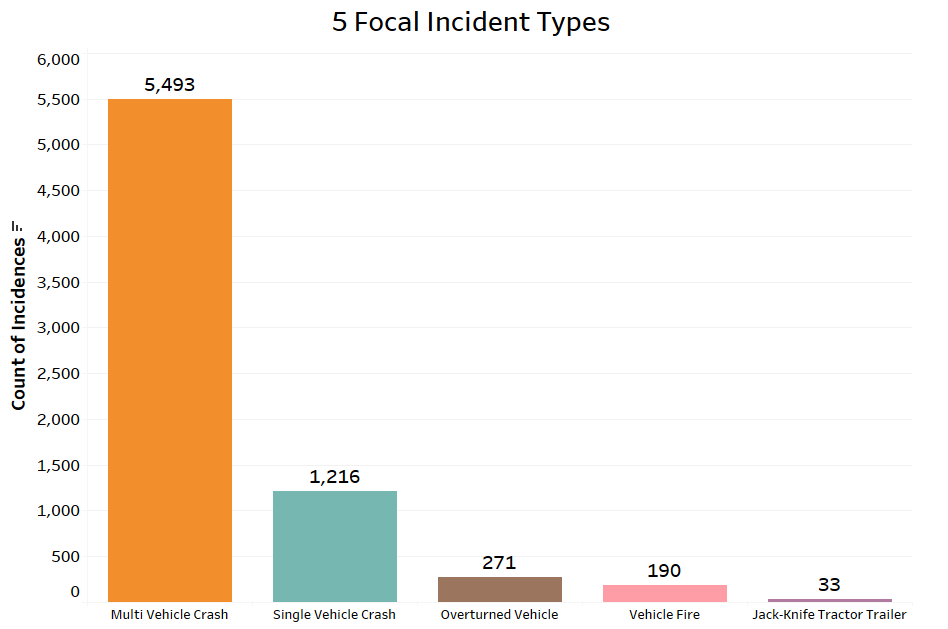 5 Focal Incident Types
Count of Incidences
6,000
5,500
5,000
4,500
4,000
3,500
3,000
2,500
2,000
1,500
1,000
500
0
5,493
1,216
271
190
33
Multi Vehicle Crash
Single Vehicle Crash
Overturned Vehicle
Vehicle Fire
Jack-Knife Tractor Trailer